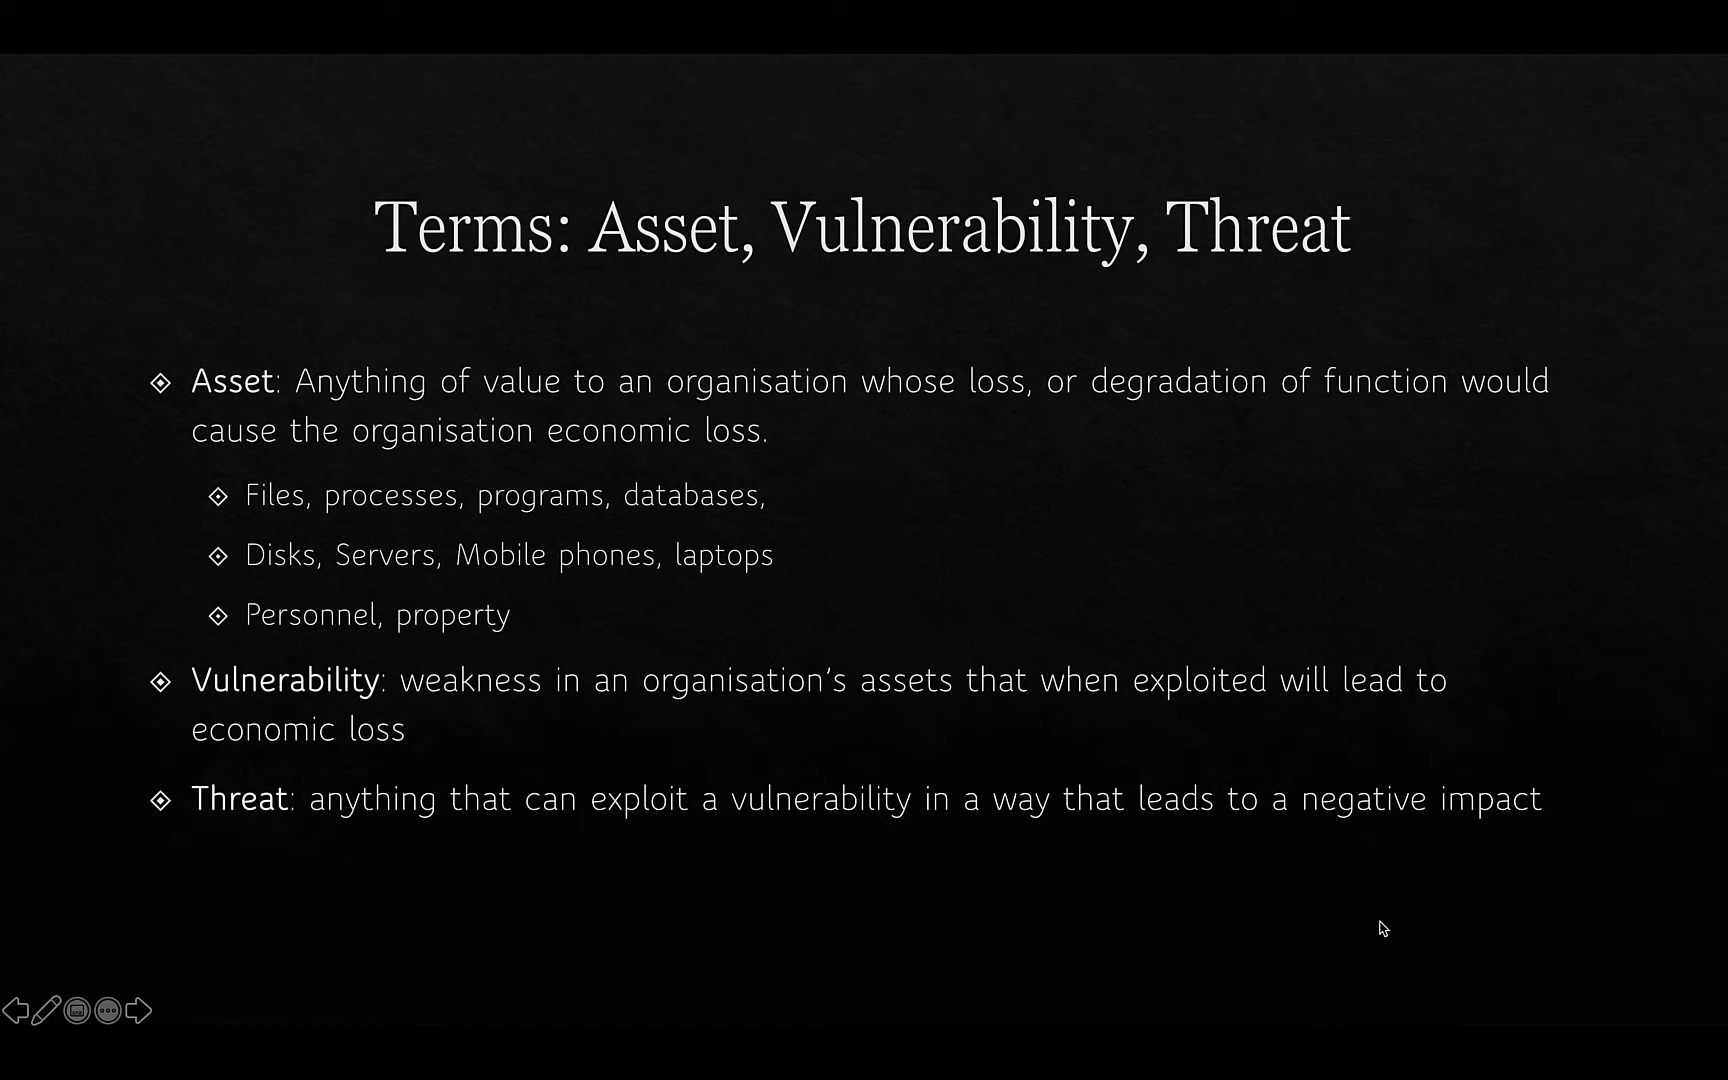 Terms: Asset, Vulnerability, Threat
Asset: Anything of value to an organisation whose loss, or degradation of function would
cause the organisation economic loss.
Files, processes, programs, databases,
Disks, Servers, Mobile phones, laptops
Personnel, property
Vulnerability: weakness in an organisation’s assets that when exploited will lead to
economic loss
Threat: anything that can exploit a vulnerability in a way that leads to a negative impact